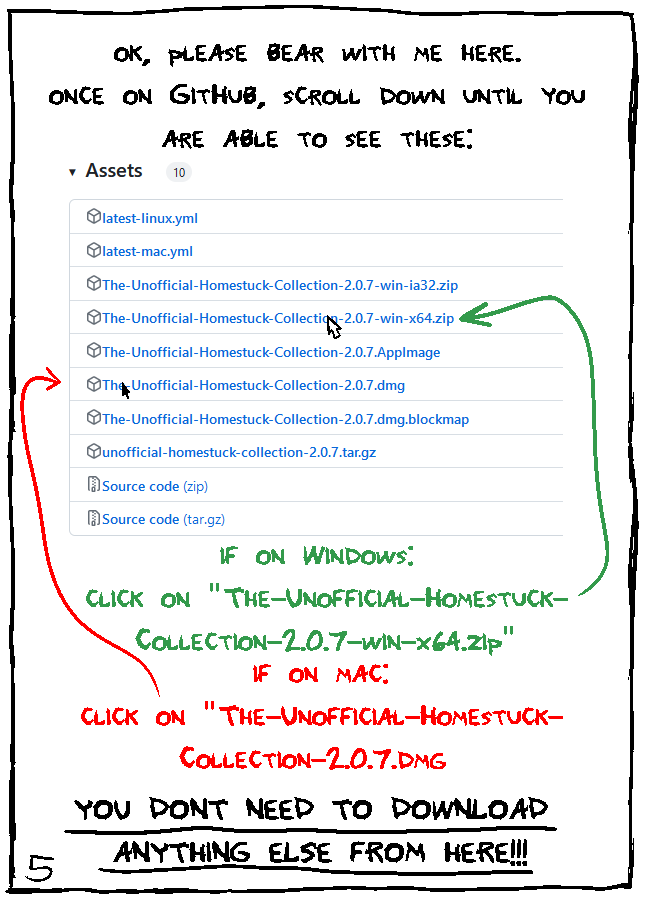 OK, PLEASE BEAR WITH ME HERE.
ONCE ON GITHUB, SCROLL DOWN UNTIL YOU
ARE ABLE TO SEE THESE:
▾ Assets 10
latest-linux.yml
latest-mac.yml
The-Unofficial-Homestuck-Collection-2.0.7-win-ia32.zip
The-Unofficial-Homestuck-Collection-2.0.7-win-x64.zip
The-Unofficial-Homestuck-Collection-2.0.7.AppImage
The-Unofficial-Homestuck-Collection-2.0.7.dmg
The-Unofficial-Homestuck-Collection-2.0.7.dmg.blockmap
unofficial-homestuck-collection-2.0.7.tar.gz
Source code (zip)
Source code (tar.gz)
IF ON WINDOWS:
CLICK ON "THE-UNOFFICIAL-HOMESTUCK-
COLLECTION-2.0.7-WIN-X64.ZIP"
IF ON MAC:
CLICK ON "THE-UNOFFICIAL-HOMESTUCK-
COLLECTION-2.0.7.DMG
YOU DONT NEED TO DOWNLOAD
ANYTHING ELSE FROM HERE!!!
5